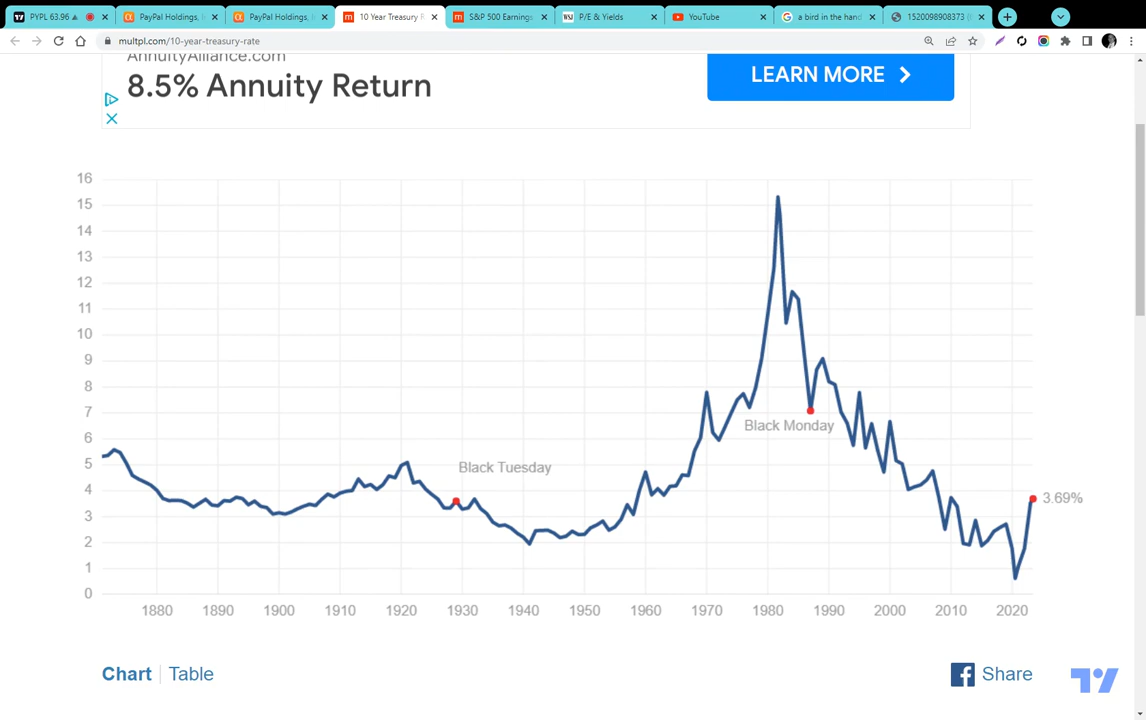 PYPL 63.96
PayPal Holdings, I
PayPal Holdings, I
10 Year Treasury R
S&P 500 Earnings
WSJ P/E & Yields
YouTube
a bird in the hand
1520098908373 (
multpl.com/10-year-treasury-rate
AnnuityAlliance.com
8.5% Annuity Return
LEARN MORE
16
15
14
13
12
11
10
9
8
7
6
5
4
3
2
1
0
Black Tuesday
Black Monday
3.69%
1880 1890 1900 1910 1920 1930 1940 1950 1960 1970 1980 1990 2000 2010 2020
Chart Table
Share